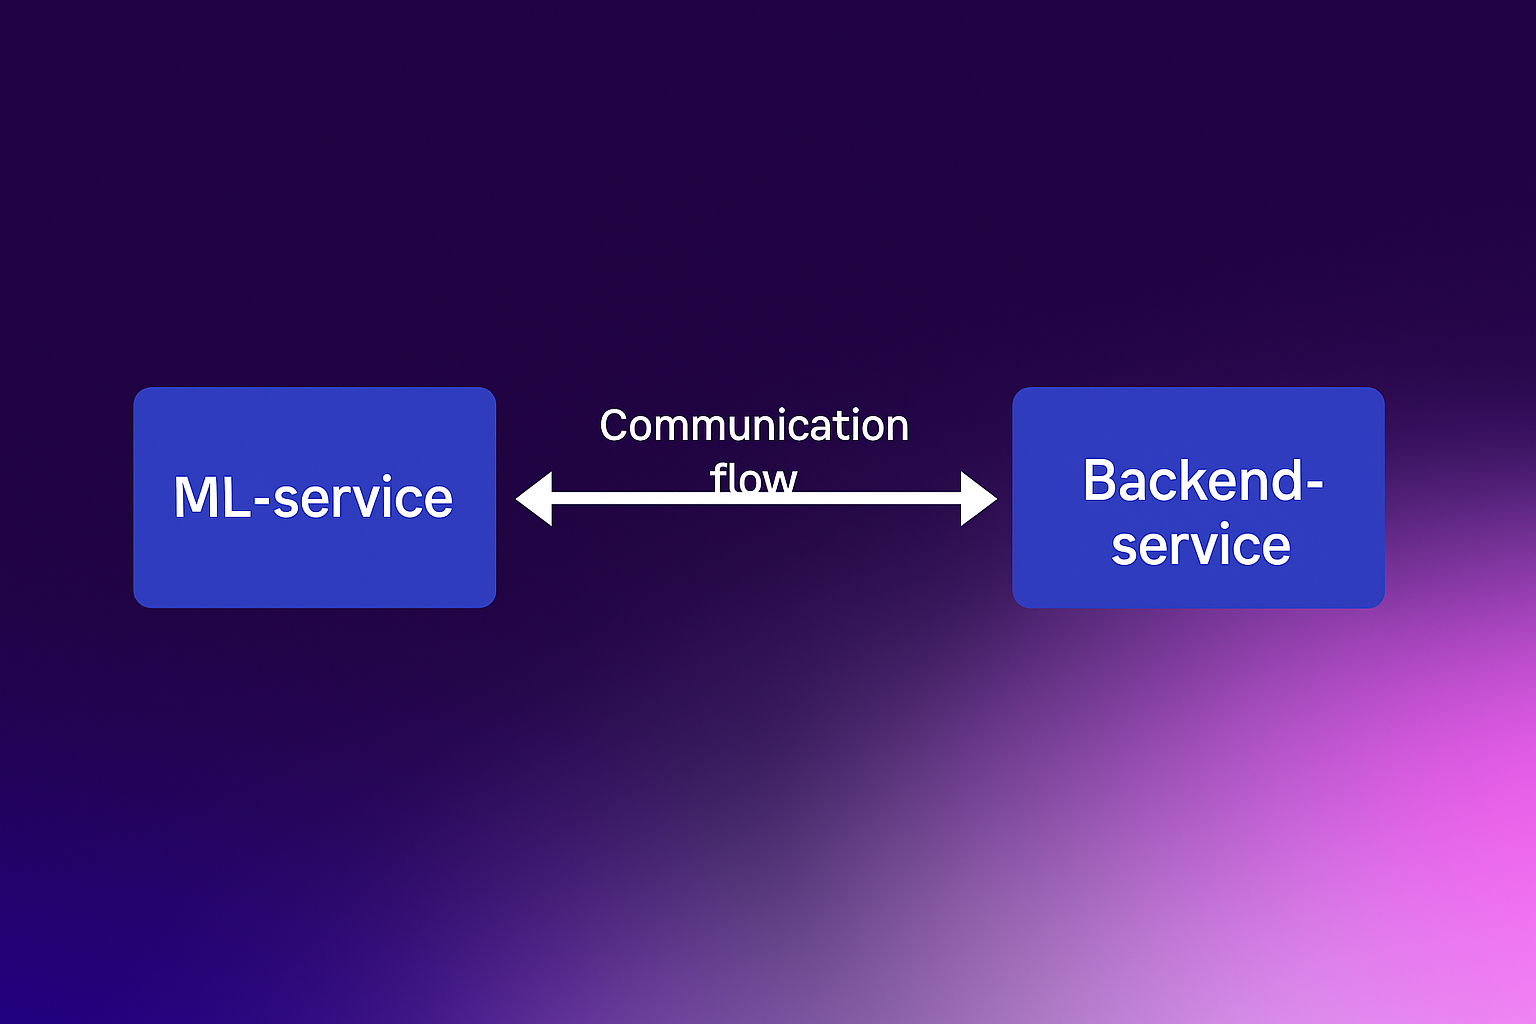 Communication
flow
ML-service
Backend-
service